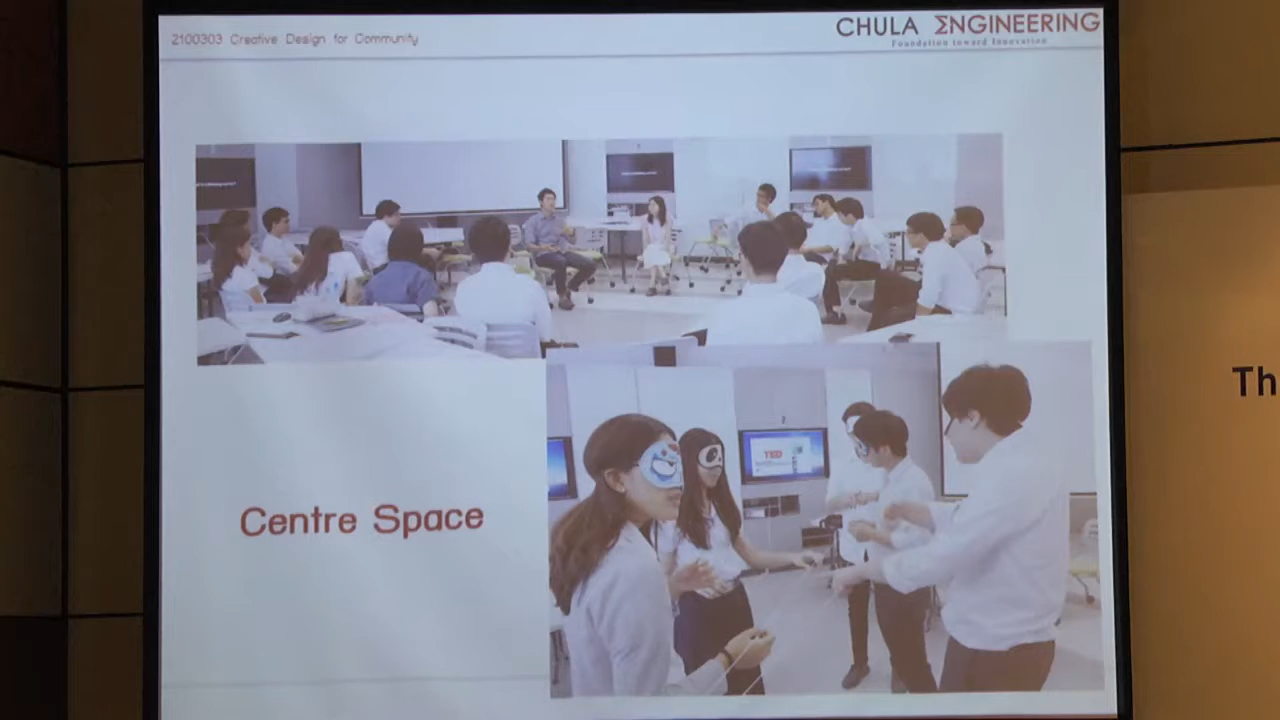 2100303 Creative Design for Community
CHULA ΣNGINEERING
Foundation toward Innovation
TED
Centre Space
Th